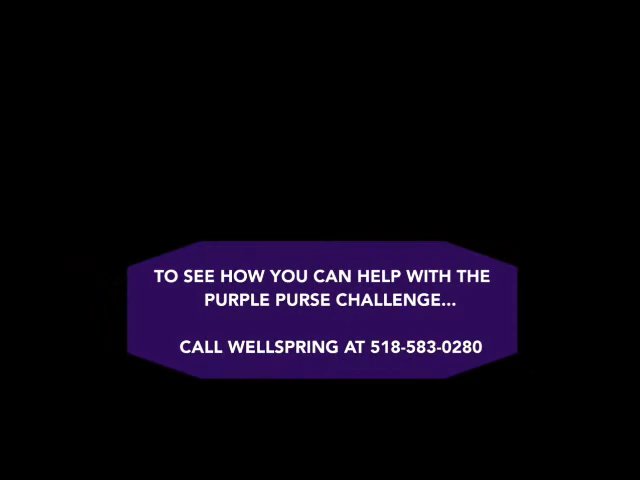 TO SEE HOW YOU CAN HELP WITH THE
PURPLE PURSE CHALLENGE...
CALL WELLSPRING AT 518-583-0280